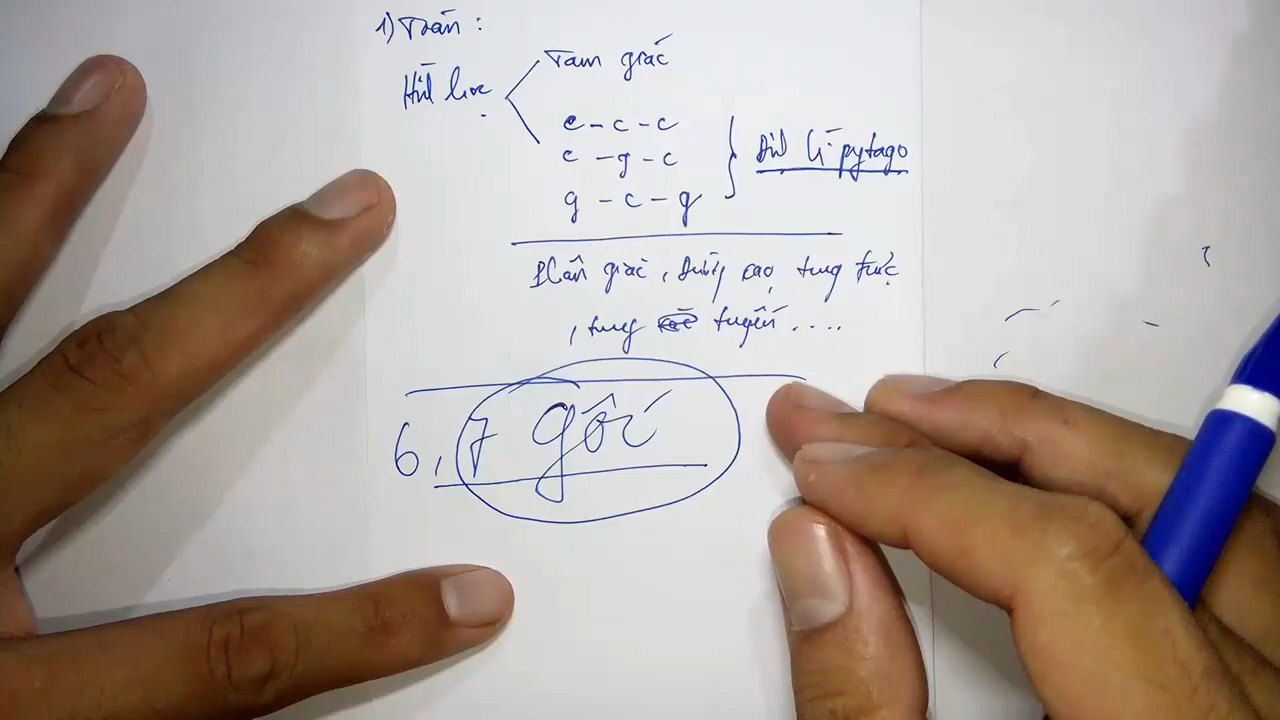 1) Toán :
Hình học
Tam giác
c - c - c
c - g - c
g - c - g
Định lí pytago
Phân giác, đường cao, trung trực
, trung tuyến ....
6, 7 gốc